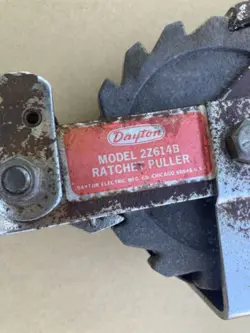 Dayton
MODEL 2Z614B
RATCHET PULLER
DAYTON ELECTRIC MFG. CO. CHICAGO 60648 U.S.A.